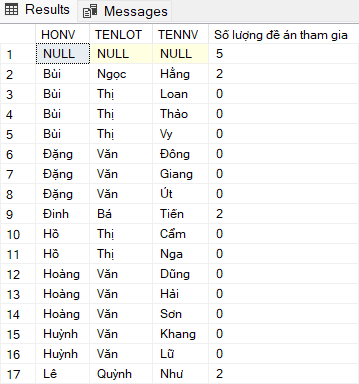 Results Messages
HONV TENLOT TENNV Số lượng đề án tham gia
1 NULL NULL NULL 5
2 Bùi Ngọc Hằng 2
3 Bùi Thị Loan 0
4 Bùi Thị Thảo 0
5 Bùi Thị Vy 0
6 Đặng Văn Đông 0
7 Đặng Văn Giang 0
8 Đặng Văn Út 0
9 Đinh Bá Tiến 2
10 Hồ Thị Cẩm 0
11 Hồ Thị Nga 0
12 Hoàng Văn Dũng 0
13 Hoàng Văn Hải 0
14 Hoàng Văn Sơn 0
15 Huỳnh Văn Khang 0
16 Huỳnh Văn Lữ 0
17 Lê Quỳnh Như 2